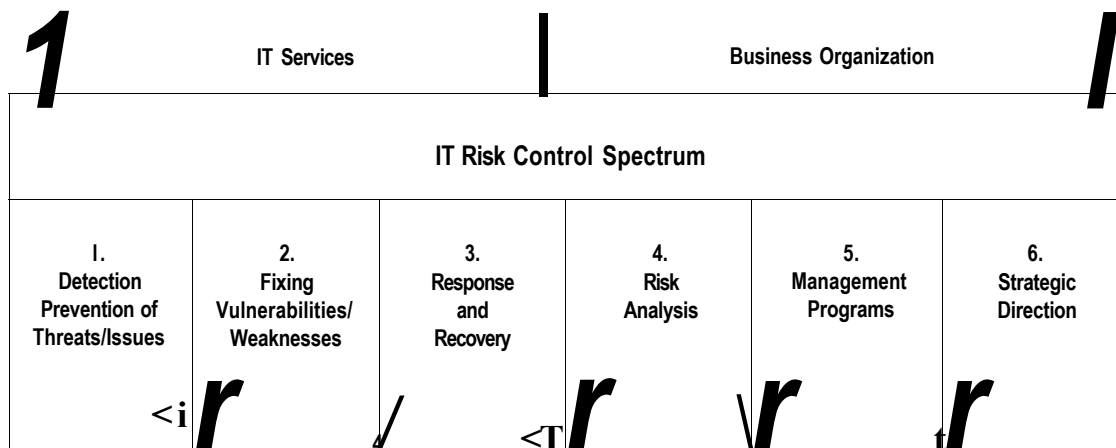 1 IT Services | Business Organization l
IT Risk Control Spectrum
I.
Detection
Prevention of
Threats/Issues
2.
Fixing
Vulnerabilities/
Weaknesses
3.
Response
and
Recovery
4.
Risk
Analysis
5.
Management
Programs
6.
Strategic
Direction
<i r 4/ <T r \ r t r